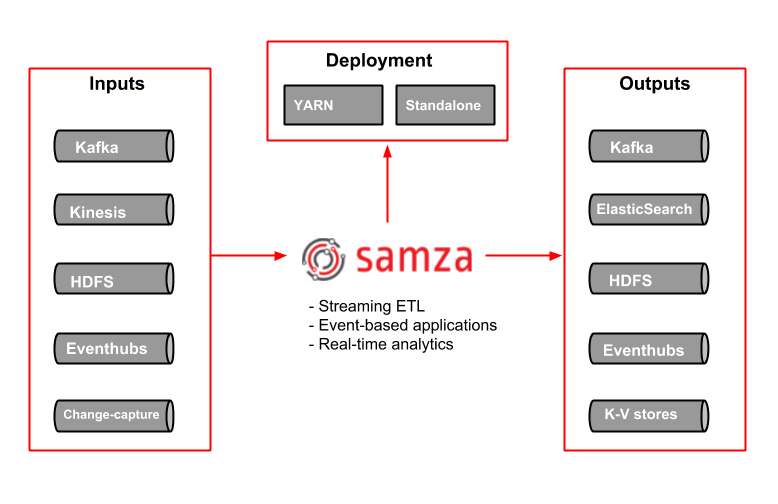 Deployment
YARN
Standalone
Inputs
Kafka
Kinesis
HDFS
Eventhubs
Change-capture
samza
- Streaming ETL
- Event-based applications
- Real-time analytics
Outputs
Kafka
ElasticSearch
HDFS
Eventhubs
K-V stores